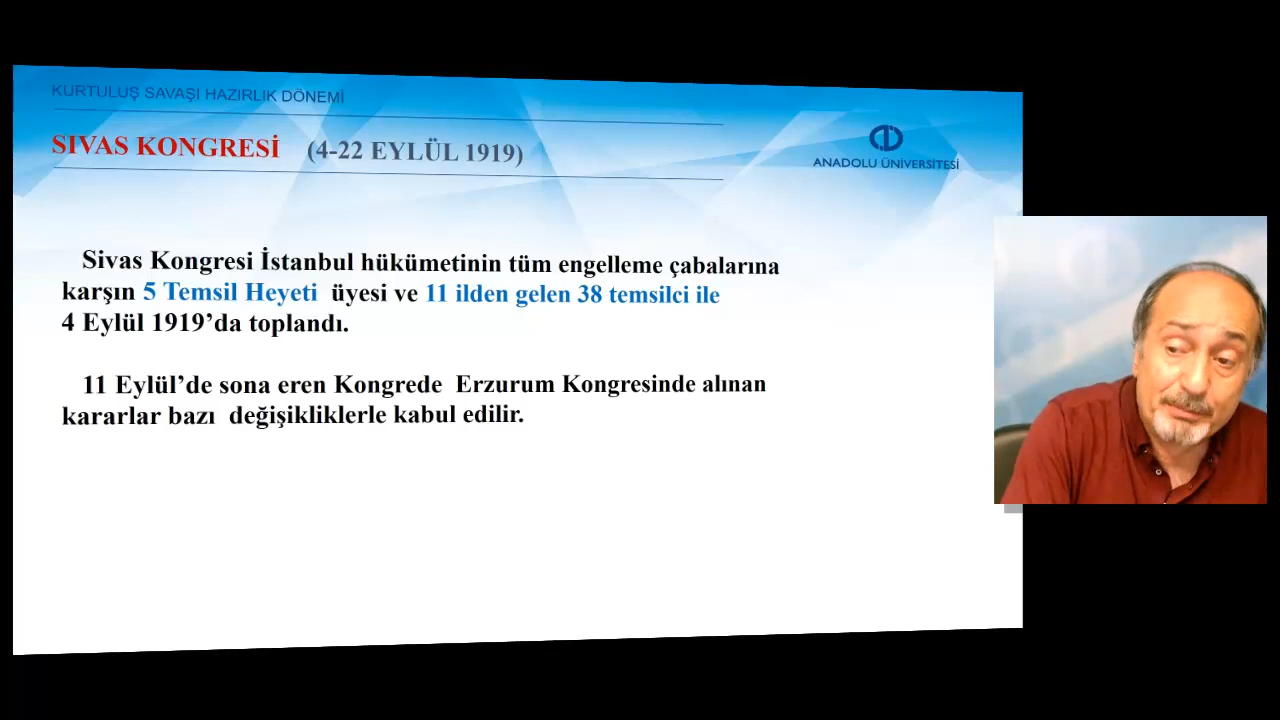 KURTULUŞ SAVAŞI HAZIRLIK DÖNEMİ
SIVAS KONGRESİ (4-22 EYLÜL 1919)
ANADOLU ÜNİVERSİTESİ
Sivas Kongresi İstanbul hükümetinin tüm engelleme çabalarına
karşın 5 Temsil Heyeti üyesi ve 11 ilden gelen 38 temsilci ile
4 Eylül 1919’da toplandı.
11 Eylül’de sona eren Kongrede Erzurum Kongresinde alınan
kararlar bazı değişikliklerle kabul edilir.